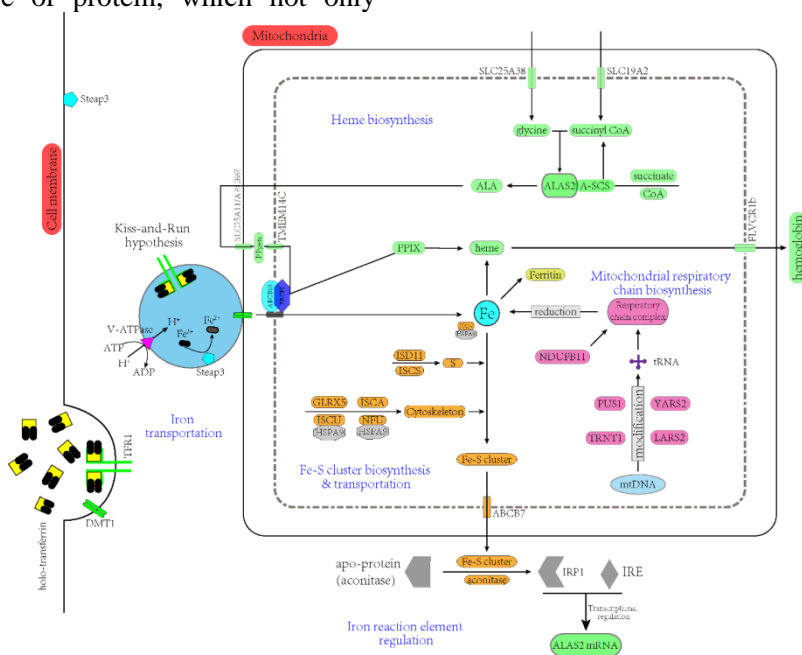 e of protein, which not only
Mitochondria
SLC25A38
SLC19A2
Steap3
Heme biosynthesis
glycine
succinyl CoA
Cell membrane
ALA
ALAS2
A-SCS
succinate
CoA
TMEM14C
FLVCR1b
Kiss-and-Run
hypothesis
PPIX
heme
hemoglobin
Ferritin
Mitochondrial respiratory
chain biosynthesis
Respiratory
chain complex
reduction
Fe
V-ATPase
H⁺
Fe³⁺
Fe²⁺
ATP
H⁺
ADP
Steap3
HSPA9
ISD11
ISCS
S
NDUFB11
tRNA
GLRX5
ISCA
Cytoskeleton
ISCU
NFU
HSPA9
HSPA9
PUS1
YARS2
modification
TRNT1
LARS2
mtDNA
Iron
transportation
TFR1
Fe-S cluster
Fe-S cluster biosynthesis
& transportation
DMT1
ABCB7
holo-transferrin
apo-protein
(aconitase)
Fe-S cluster
aconitase
IRP1
IRE
Transcriptional
regulation
Iron reaction element
regulation
ALAS2 mRNA